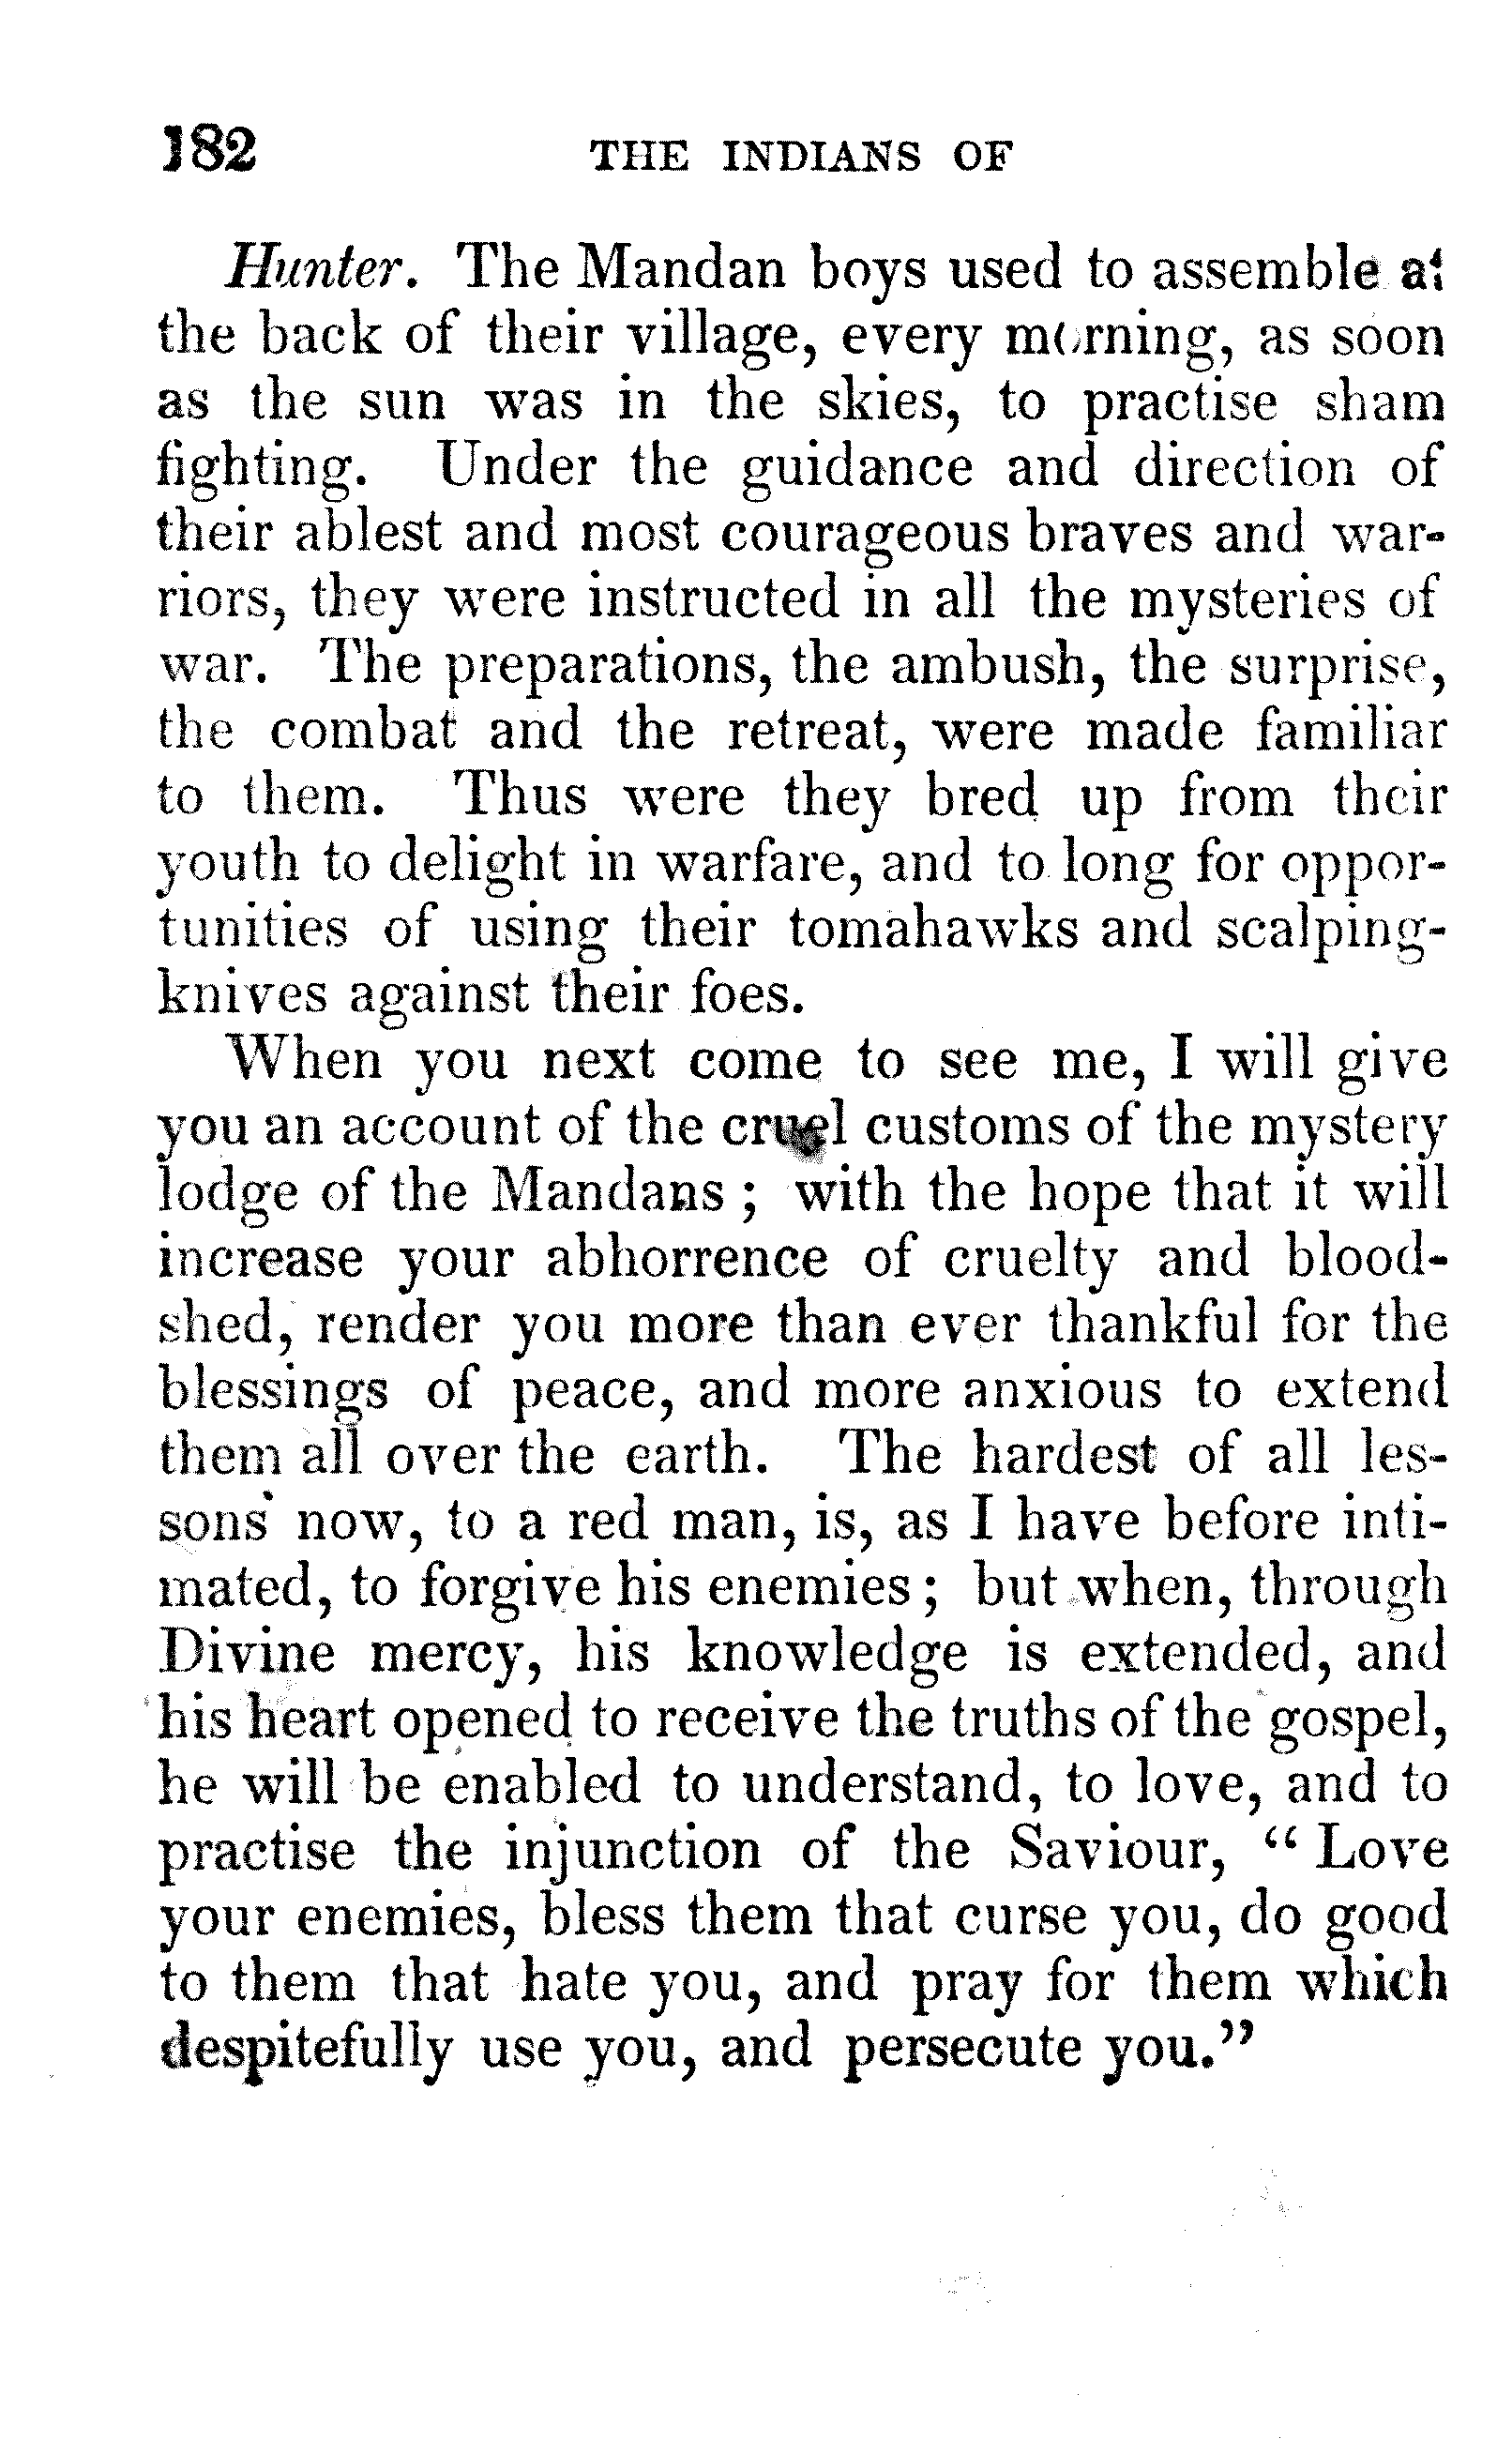 182 THE INDIANS OF
Hunter. The Mandan boys used to assemble at
the back of their village, every morning, as soon
as the sun was in the skies, to practise sham
fighting. Under the guidance and direction of
their ablest and most courageous braves and war-
riors, they were instructed in all the mysteries of
war. The preparations, the ambush, the surprise,
the combat and the retreat, were made familiar
to them. Thus were they bred up from their
youth to delight in warfare, and to long for oppor-
tunities of using their tomahawks and scalping-
knives against their foes.
When you next come to see me, I will give
you an account of the cruel customs of the mystery
lodge of the Mandans ; with the hope that it will
increase your abhorrence of cruelty and blood-
shed, render you more than ever thankful for the
blessings of peace, and more anxious to extend
them all over the earth. The hardest of all les-
sons now, to a red man, is, as I have before inti-
mated, to forgive his enemies ; but when, through
Divine mercy, his knowledge is extended, and
his heart opened to receive the truths of the gospel,
he will be enabled to understand, to love, and to
practise the injunction of the Saviour, “ Love
your enemies, bless them that curse you, do good
to them that hate you, and pray for them which
despitefully use you, and persecute you.”